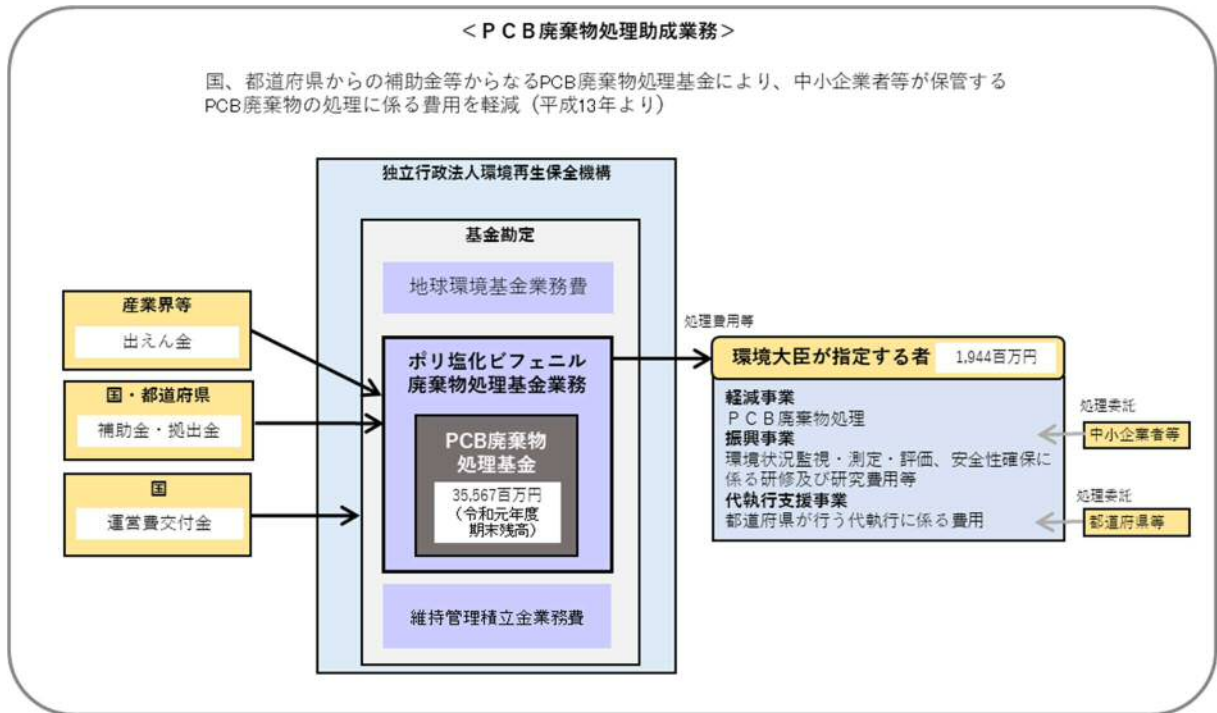 ＜ＰＣＢ廃棄物処理助成業務＞
国、都道府県からの補助金等からなるPCB廃棄物処理基金により、中小企業者等が保管する
PCB廃棄物の処理に係る費用を軽減（平成13年より）
独立行政法人環境再生保全機構
基金勘定
地球環境基金業務費
産業界等
出えん金
国・都道府県
補助金・拠出金
国
運営費交付金
ポリ塩化ビフェニル
廃棄物処理基金業務
PCB廃棄物
処理基金
35,567百万円
（令和元年度
期末残高）
維持管理積立金業務費
処理費用等
環境大臣が指定する者
1,944百万円
軽減事業
ＰＣＢ廃棄物処理
振興事業
環境状況監視・測定・評価、安全性確保に
係る研修及び研究費用等
代執行支援事業
都道府県が行う代執行に係る費用
処理委託
中小企業者等
処理委託
都道府県等